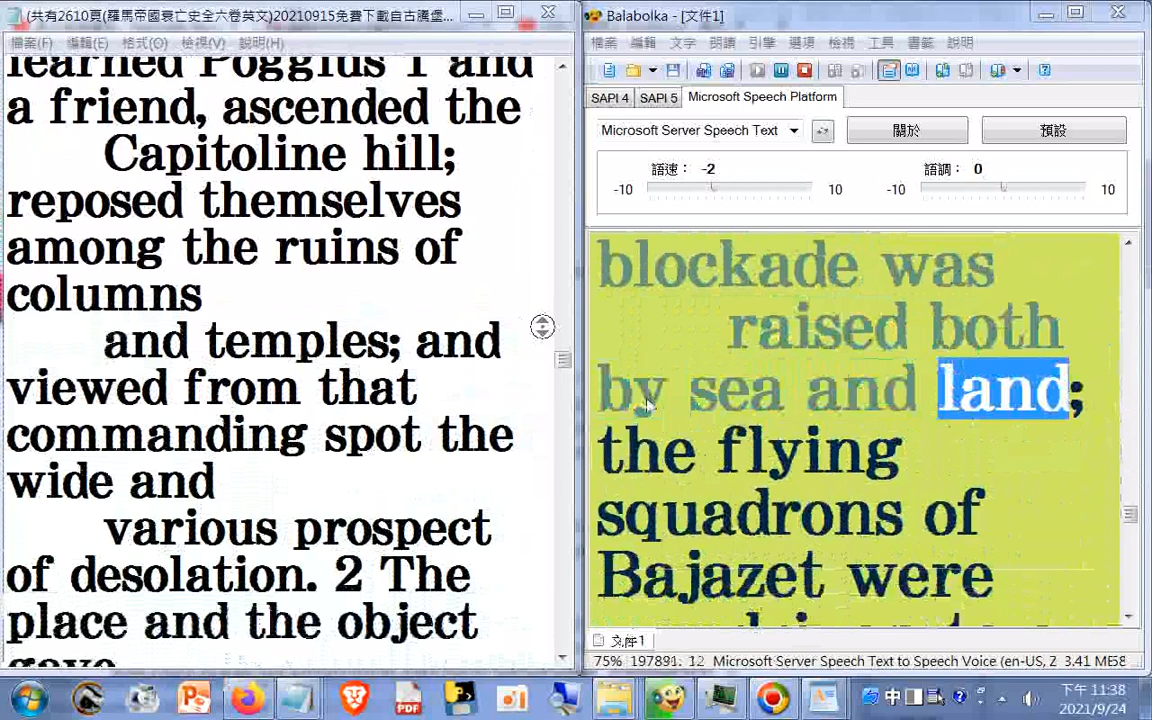 (共有2610頁(羅馬帝國衰亡史全六卷英文)20210915免費下載自古騰堡...
檔案(F) 編輯(E) 格式(O) 檢視(V) 說明(H)
learned Poggius 1 and
a friend, ascended the
Capitoline hill;
reposed themselves
among the ruins of
columns
and temples; and
viewed from that
commanding spot the
wide and
various prospect
of desolation. 2 The
place and the object
gave
Balabolka - [文件1]
檔案 編輯 文字 朗讀 引擎 選項 檢視 工具 書籤 說明
SAPI 4 SAPI 5 Microsoft Speech Platform
Microsoft Server Speech Text 關於 預設
語速： -2 語調： 0
-10 10 -10 10
blockade was
raised both
by sea and land;
the flying
squadrons of
Bajazet were
文件1
75% 197891: 12 Microsoft Server Speech Text to Speech Voice (en-US, Z 3.41 МБ58
中
下午 11:38
2021/9/24